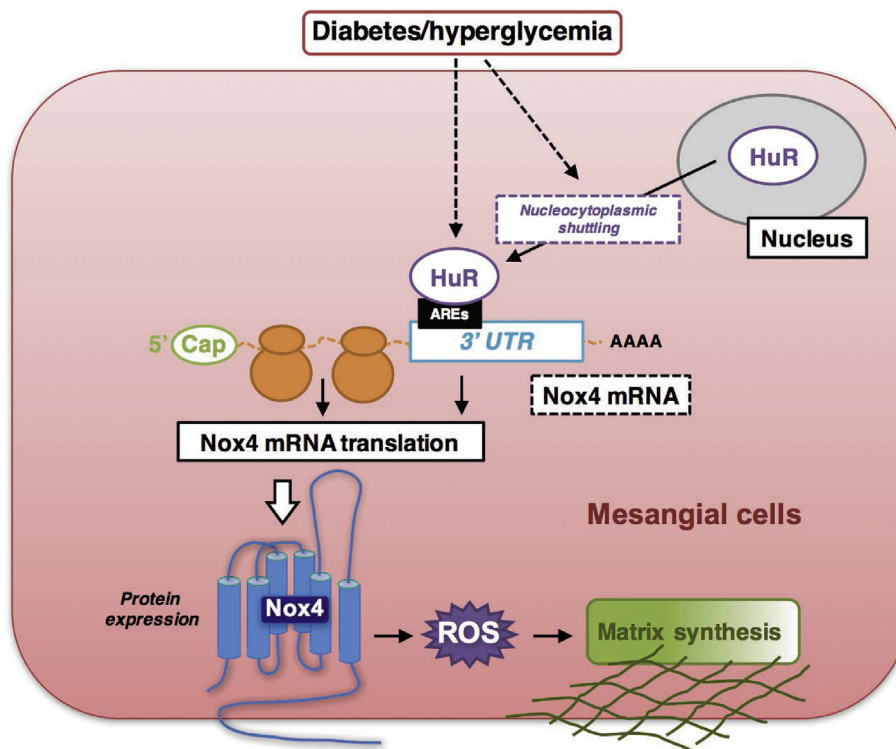 Diabetes/hyperglycemia
HuR
Nucleocytoplasmic
shuttling
Nucleus
HuR
AREs
5’ Cap
3’ UTR
AAAA
Nox4 mRNA
Nox4 mRNA translation
Mesangial cells
Protein
expression
Nox4
ROS
Matrix synthesis